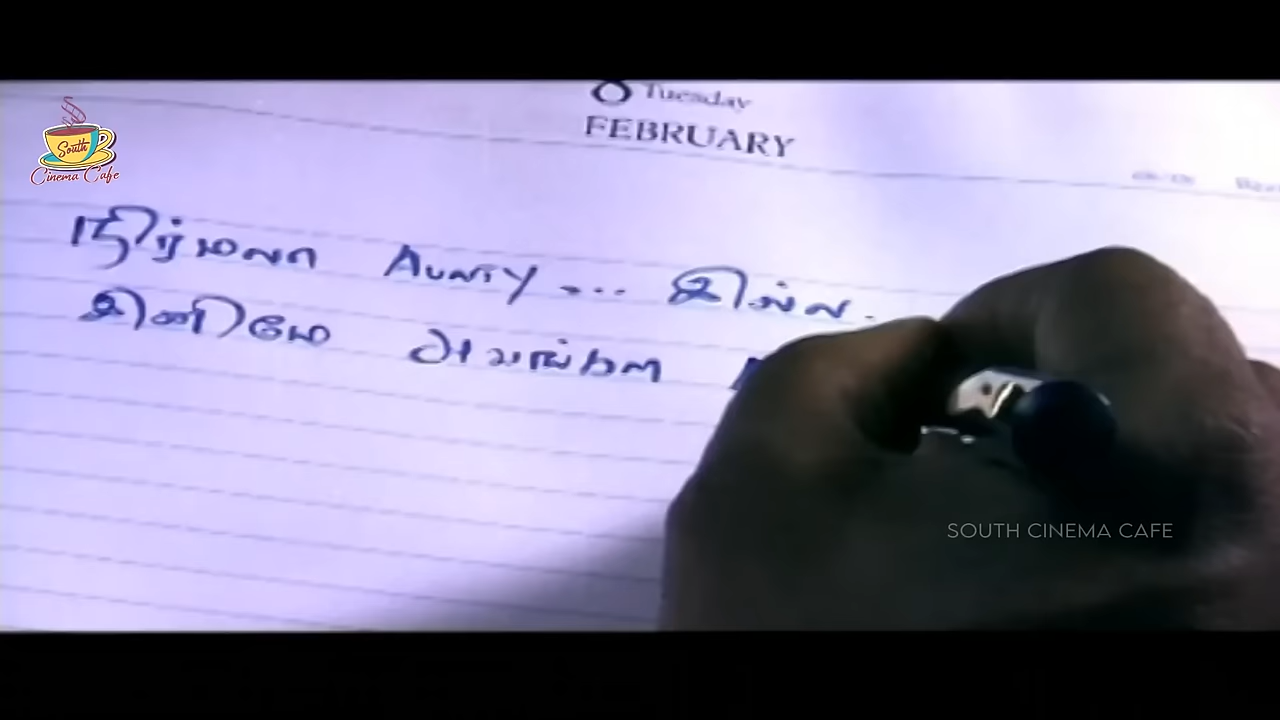 Tuesday
FEBRUARY
South
Cinema Cafe
நிர்மலா Aunty ... இல்ல.
இனிமே அவங்கள
SOUTH CINEMA CAFE